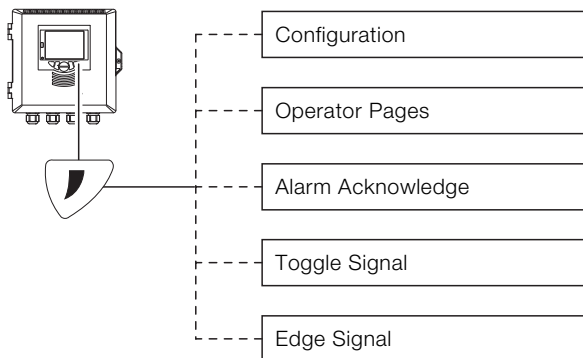 Configuration
Operator Pages
Alarm Acknowledge
Toggle Signal
Edge Signal